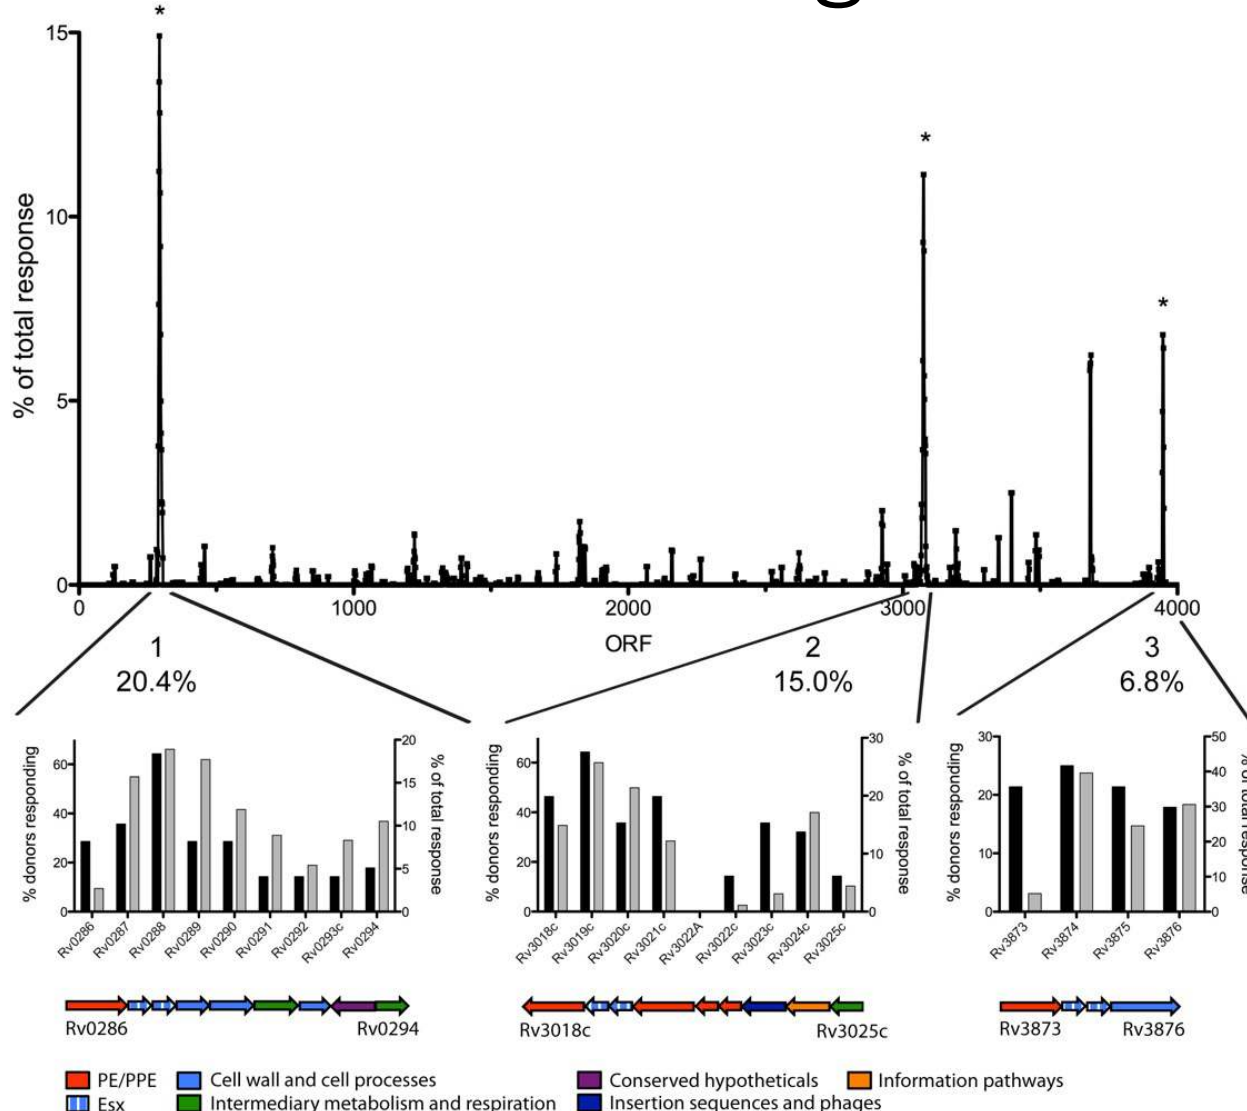 g
*
*
*
15
10
5
0
% of total response
0
1000
2000
3000
4000
ORF
1
20.4%
2
15.0%
3
6.8%
% donors responding
60
40
20
0
20
15
10
5
0
% of total response
Rv0286
Rv0287
Rv0288
Rv0289
Rv0290
Rv0291
Rv0292
Rv0293c
Rv0294
% donors responding
60
40
20
0
30
20
10
0
% of total response
Rv3018c
Rv3019c
Rv3020c
Rv3021c
Rv3022A
Rv3022c
Rv3023c
Rv3024c
Rv3025c
% donors responding
30
20
10
0
50
40
30
20
10
0
% of total response
Rv3873
Rv3874
Rv3875
Rv3876
Rv0286 Rv0294
Rv3018c Rv3025c
Rv3873 Rv3876
PE/PPE Cell wall and cell processes Conserved hypotheticals Information pathways
Esx Intermediary metabolism and respiration Insertion sequences and phages